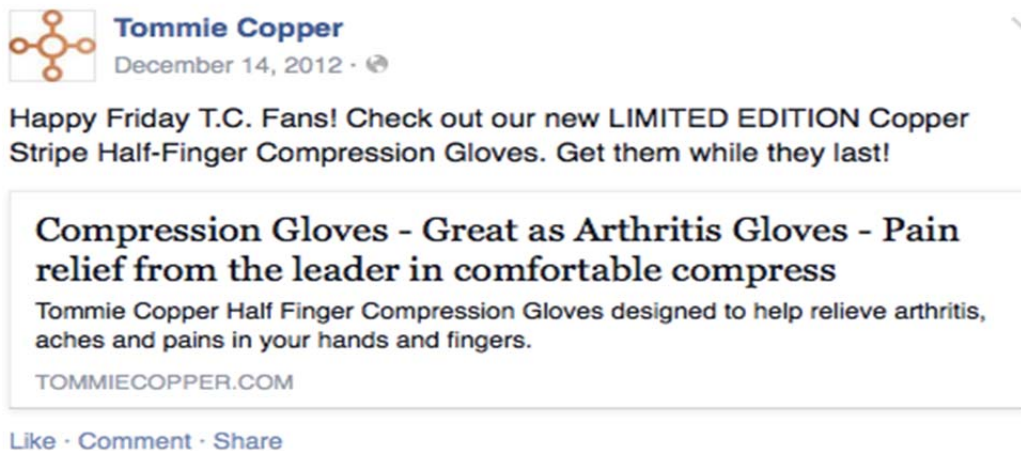 Tommie Copper
December 14, 2012 ·
Happy Friday T.C. Fans! Check out our new LIMITED EDITION Copper
Stripe Half-Finger Compression Gloves. Get them while they last!
Compression Gloves - Great as Arthritis Gloves - Pain
relief from the leader in comfortable compress
Tommie Copper Half Finger Compression Gloves designed to help relieve arthritis,
aches and pains in your hands and fingers.
TOMMIECOPPER.COM
Like · Comment · Share